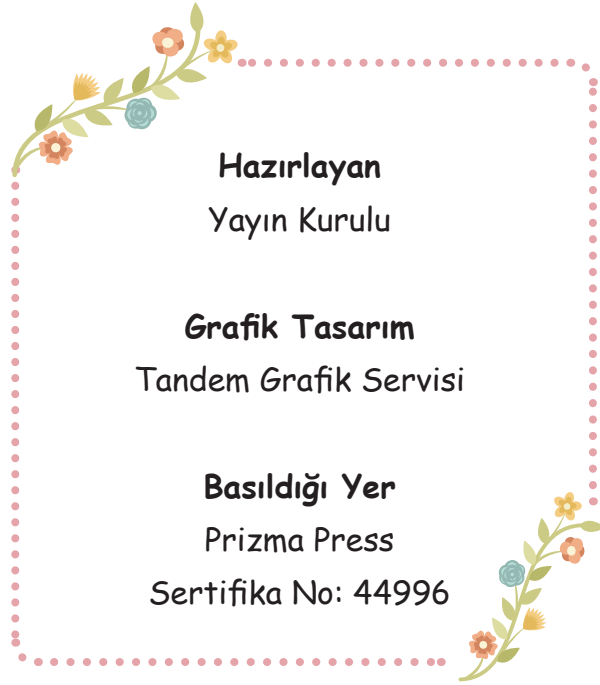 Hazırlayan
Yayın Kurulu
Grafik Tasarım
Tandem Grafik Servisi
Basıldığı Yer
Prizma Press
Sertifika No: 44996